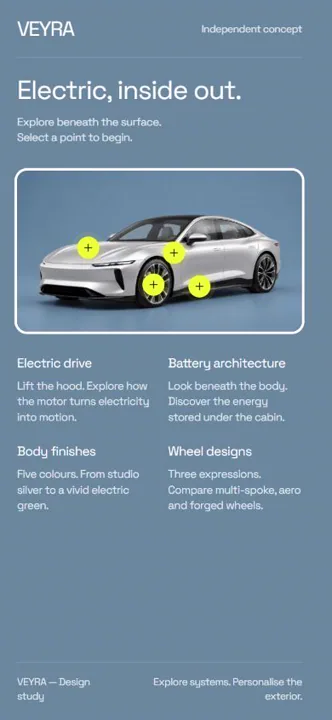 VEYRA
Independent concept
Electric, inside out.
Explore beneath the surface.
Select a point to begin.
Electric drive
Lift the hood. Explore how
the motor turns electricity
into motion.
Battery architecture
Look beneath the body.
Discover the energy
stored under the cabin.
Body finishes
Five colours. From studio
silver to a vivid electric
green.
Wheel designs
Three expressions.
Compare multi-spoke, aero
and forged wheels.
VEYRA — Design
study
Explore systems. Personalise the
exterior.